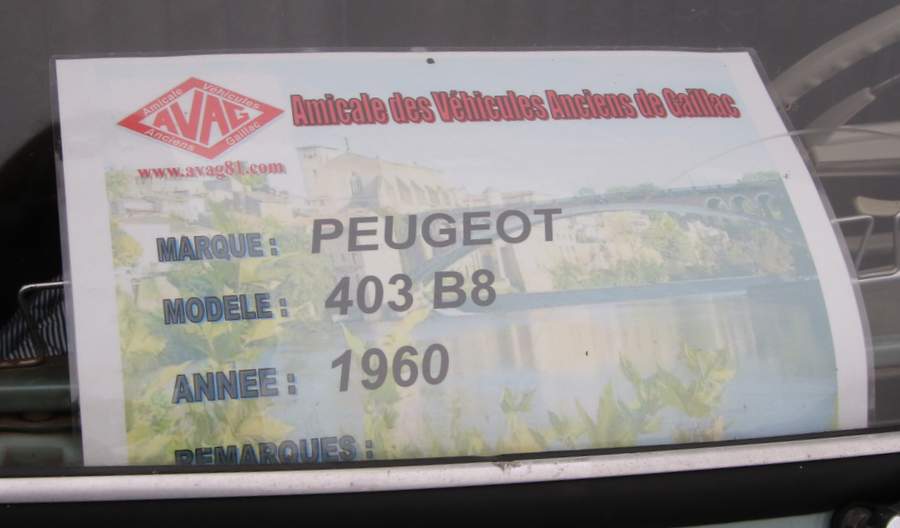 Amicale Véhicules
AVAG
Anciens Gaillac
www.avag81.com
Amicale des Véhicules Anciens de Gaillac
MARQUE : PEUGEOT
MODELE : 403 B8
ANNEE : 1960
REMARQUES :